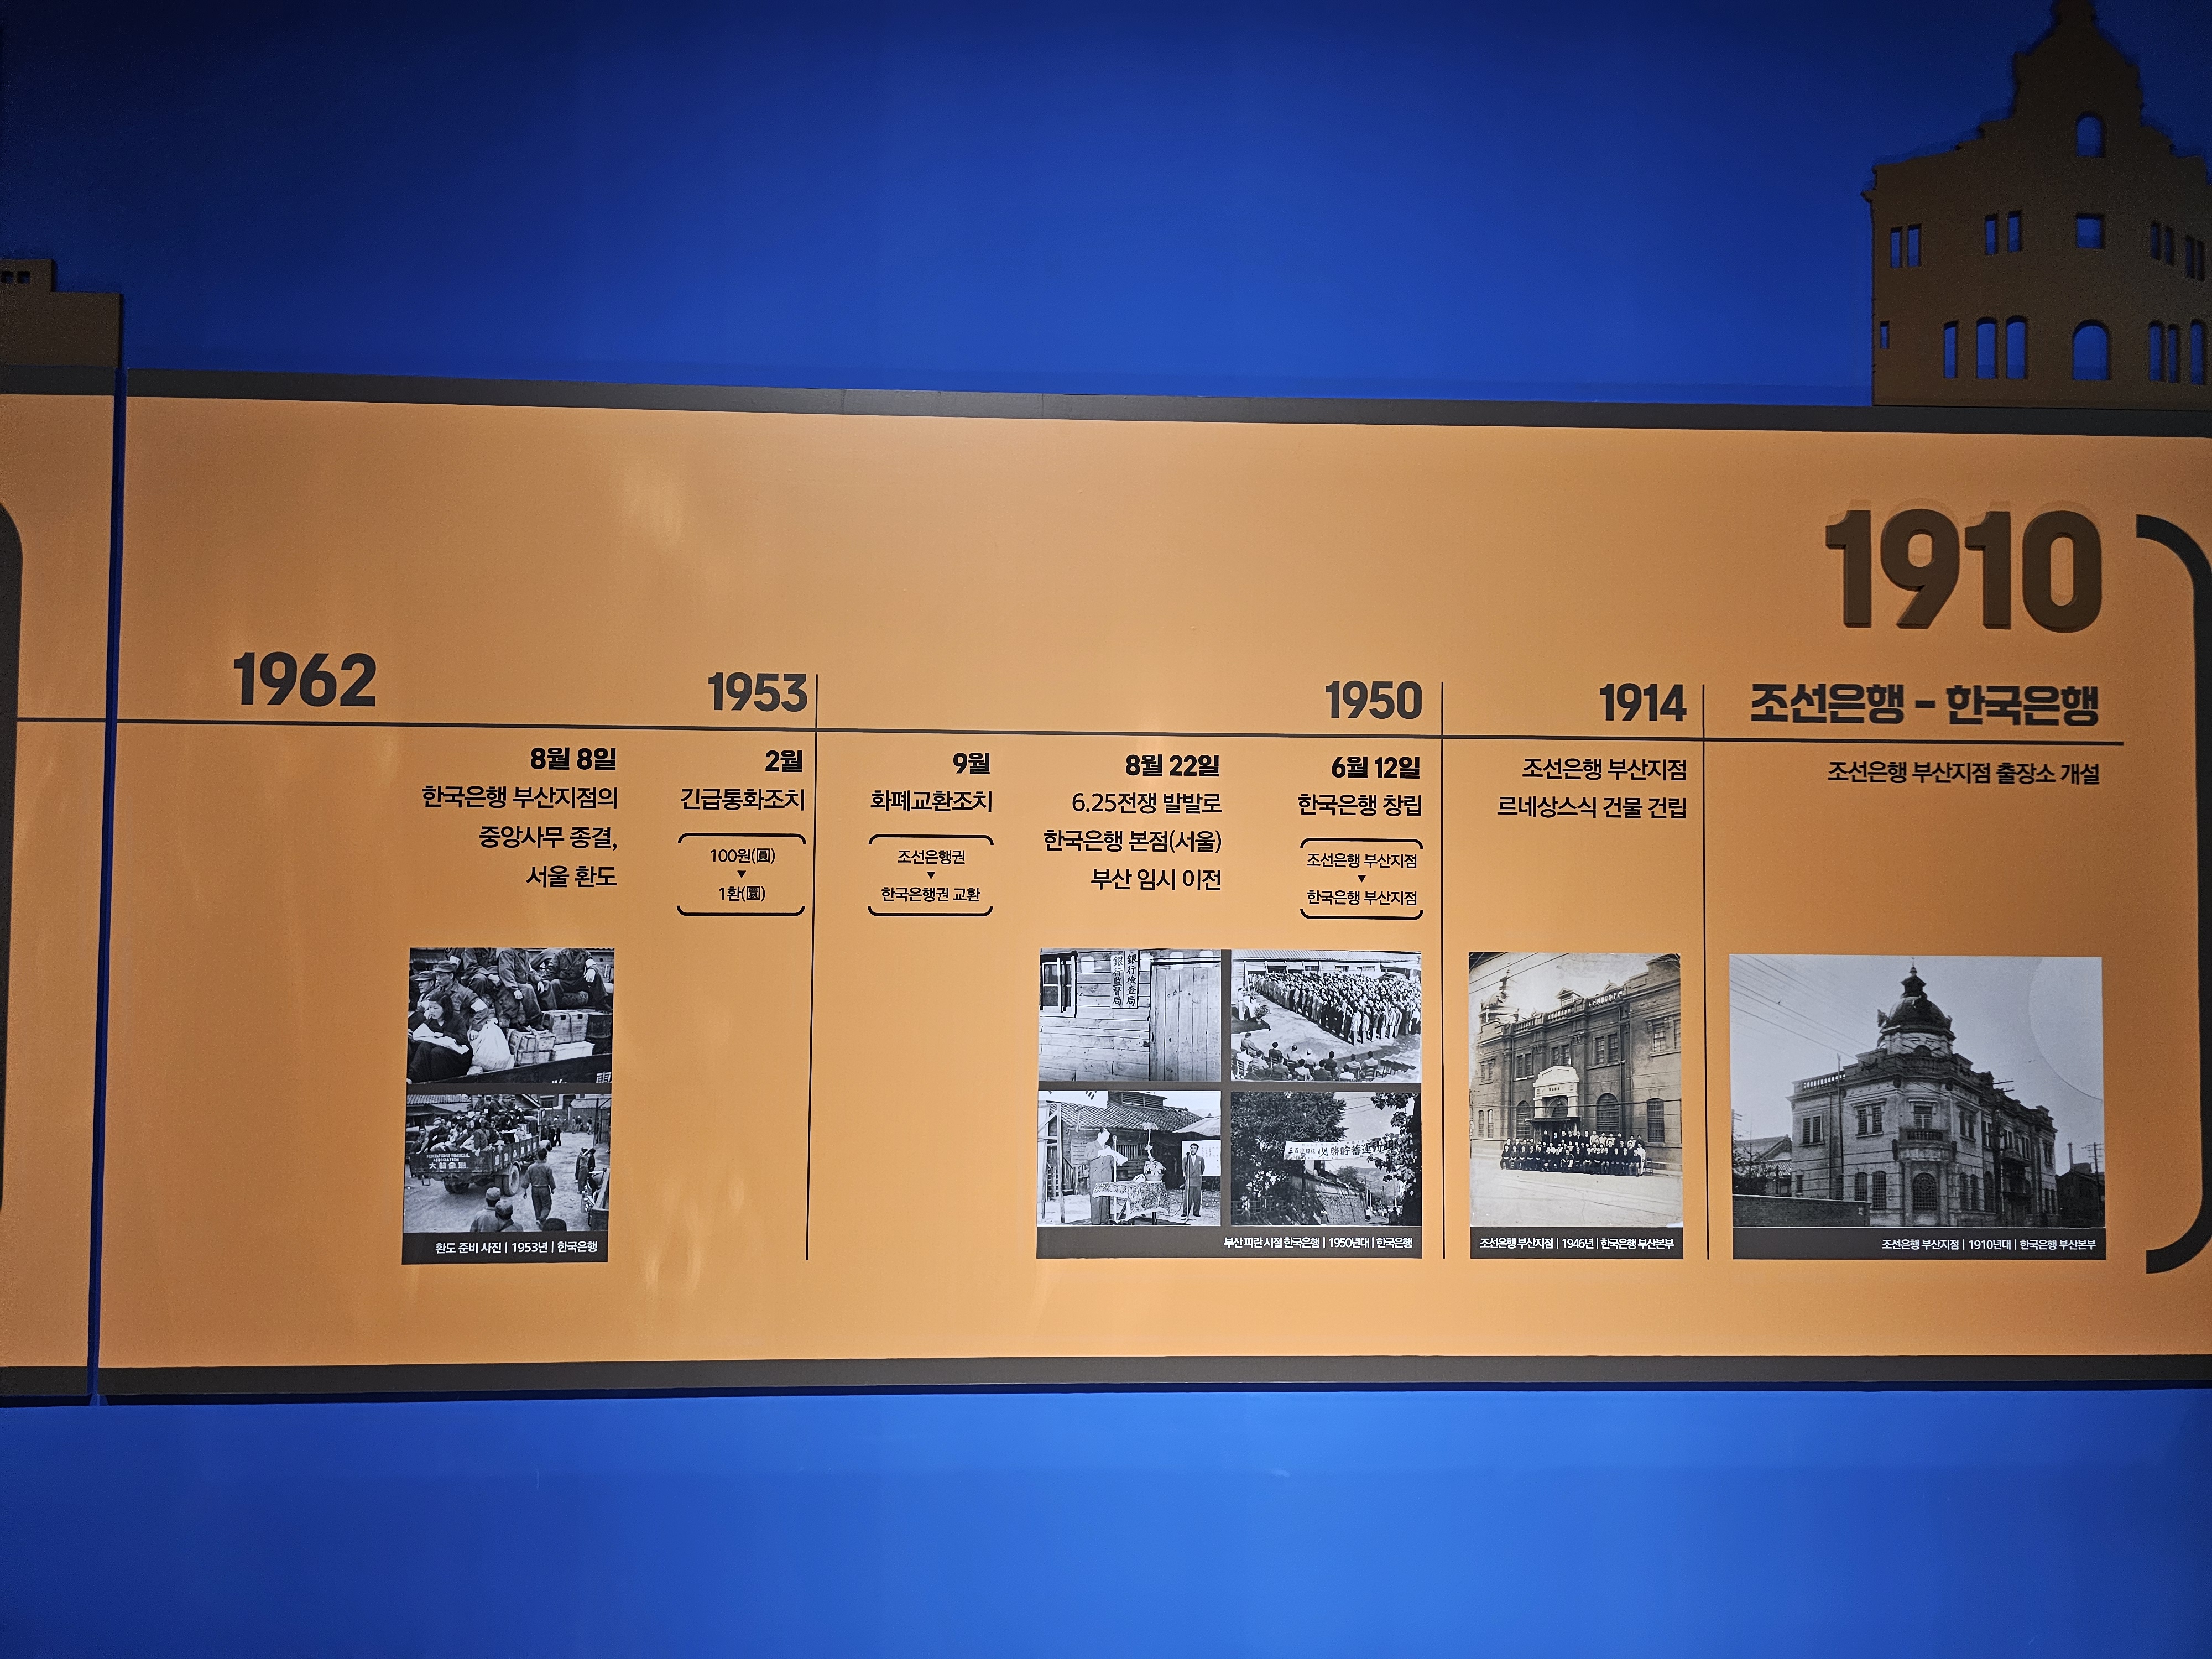 1910
조선은행 - 한국은행
조선은행 부산지점 출장소 개설
조선은행 부산지점 | 1910년대 | 한국은행 부산본부
1914
조선은행 부산지점
르네상스식 건물 건립
조선은행 부산지점 | 1946년 | 한국은행 부산본부
1950
6월 12일
한국은행 창립
조선은행 부산지점
▼
한국은행 부산지점
8월 22일
6.25전쟁 발발로
한국은행 본점(서울)
부산 임시 이전
銀行檢査局
銀行監督局
부산 피란 시절 한국은행 | 1950년대 | 한국은행
9월
화폐교환조치
조선은행권
▼
한국은행권 교환
1953
2월
긴급통화조치
100원(圓)
▼
1환(圜)
8월 8일
한국은행 부산지점의
중앙사무 종결,
서울 환도
환도 준비 사진 | 1953년 | 한국은행
1962